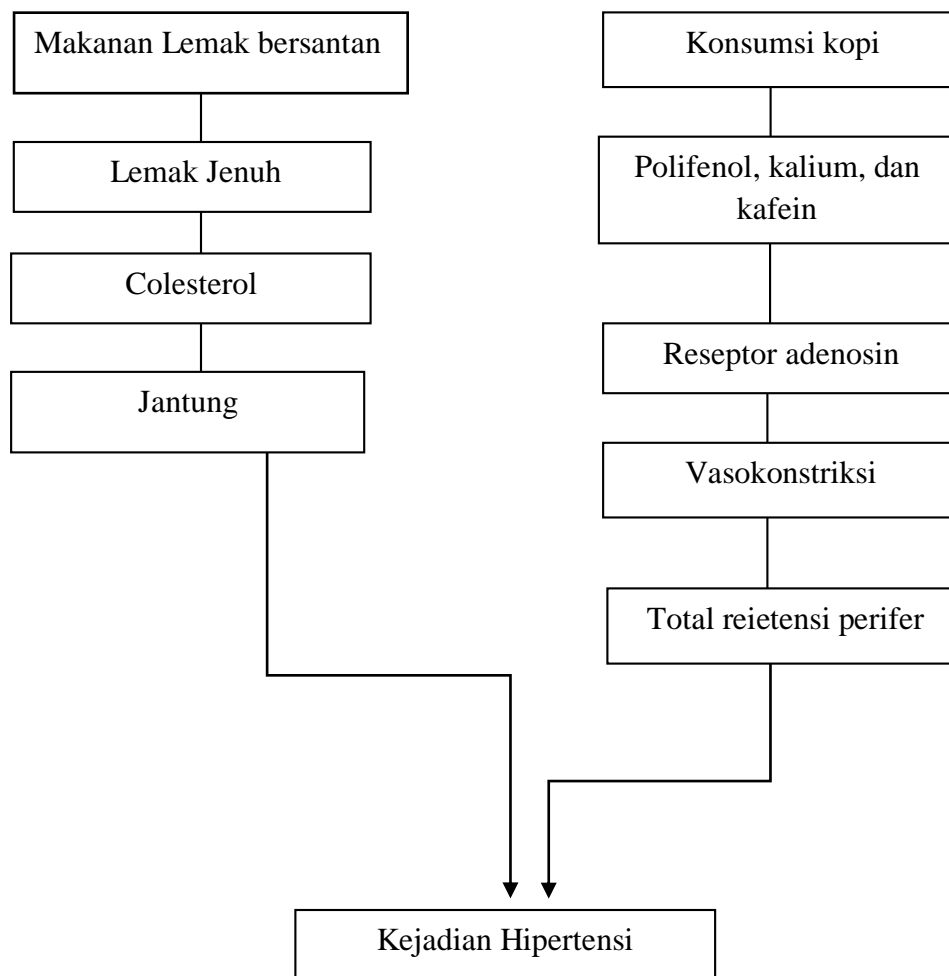 Makanan Lemak bersantan
Lemak Jenuh
Colesterol
Jantung
Konsumsi kopi
Polifenol, kalium, dan
kafein
Reseptor adenosin
Vasokonstriksi
Total reietensi perifer
Kejadian Hipertensi